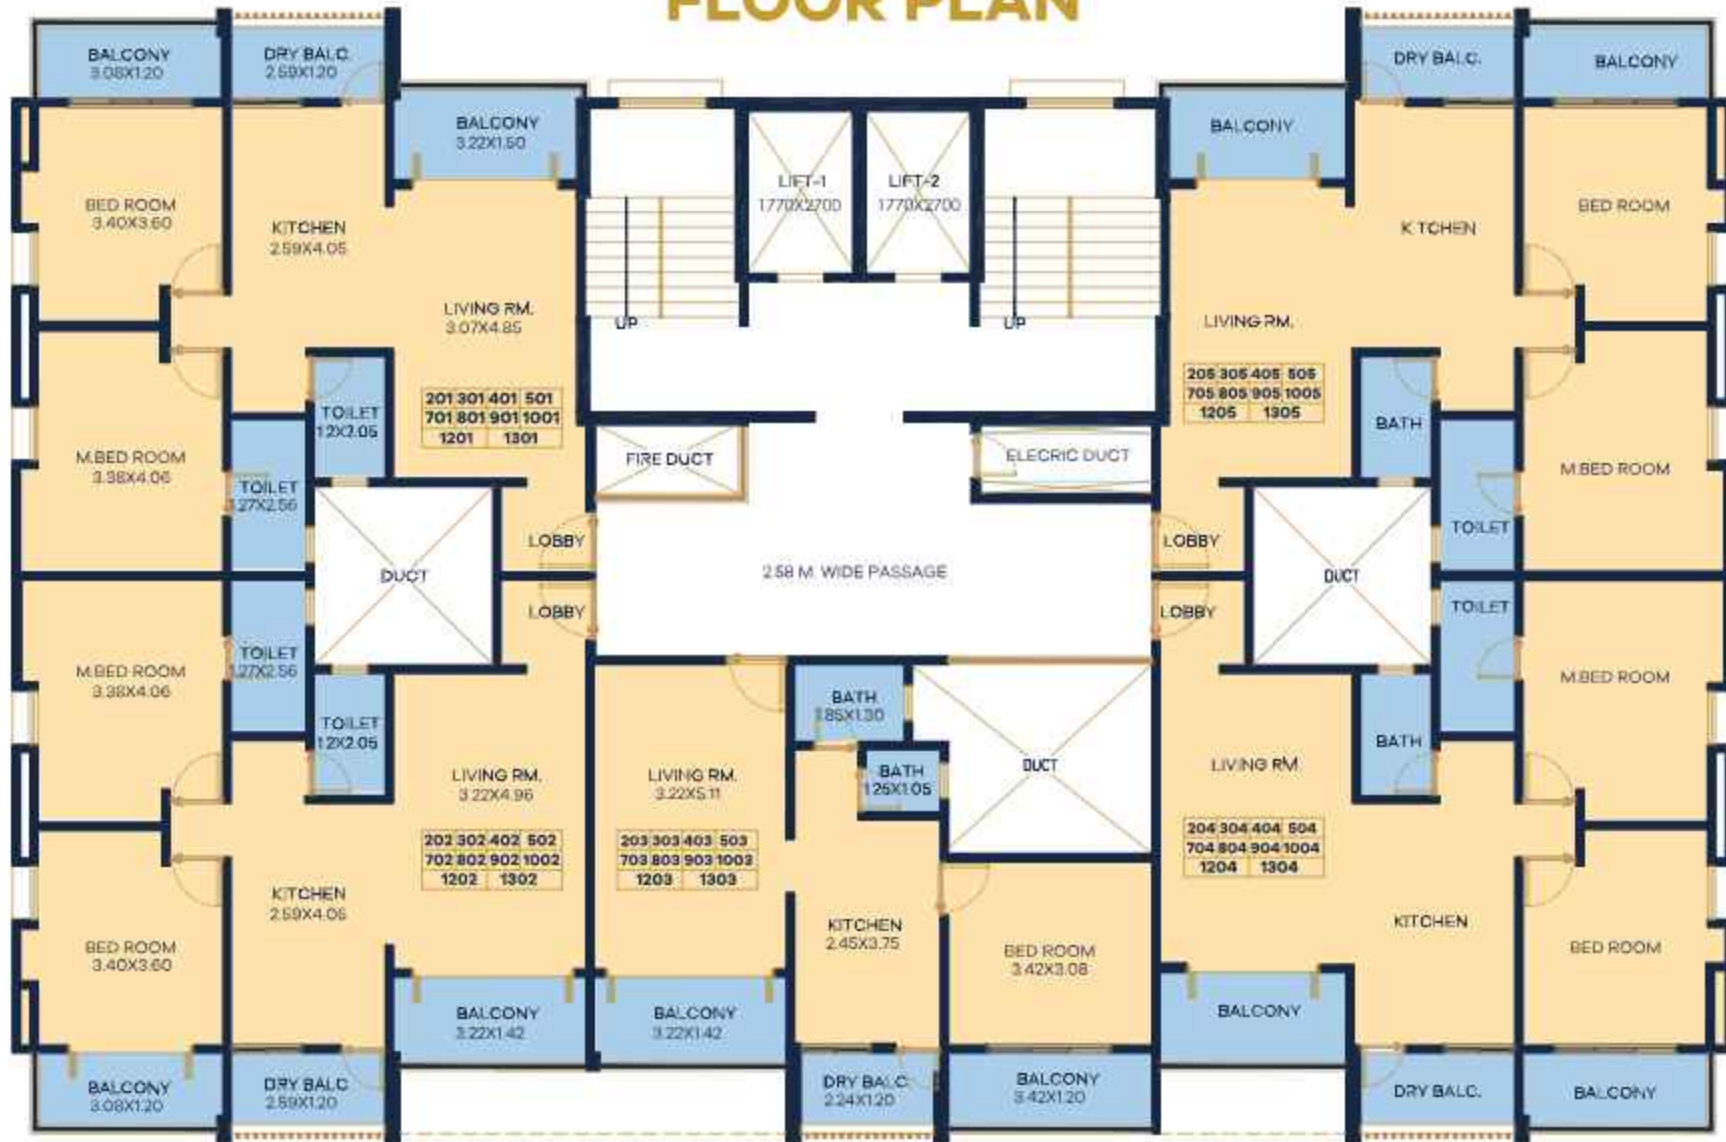 FLOOR PLAN
BALCONY
3.08X1.20
DRY BALC.
2.59X1.20
BALCONY
3.22X1.50
BED ROOM
3.40X3.60
KITCHEN
2.59X4.05
LIVING RM.
3.07X4.85
201 301 401 501
701 801 901 1001
1201 1301
TOILET
1.2X2.05
M.BED ROOM
3.38X4.06
TOILET
1.27X2.56
LOBBY
DUCT
LIFT-1
1770X2700
LIFT-2
1770X2700
UP
UP
FIRE DUCT
ELECRIC DUCT
2.58 M. WIDE PASSAGE
DRY BALC.
BALCONY
BALCONY
BED ROOM
K TCHEN
LIVING RM.
205 305 405 505
705 805 905 1005
1205 1305
BATH
M.BED ROOM
TOILET
LOBBY
DUCT
LOBBY
TOILET
1.27X2.56
M.BED ROOM
3.38X4.06
TOILET
1.2X2.05
LIVING RM.
3.22X4.96
202 302 402 502
702 802 902 1002
1202 1302
KITCHEN
2.59X4.06
BED ROOM
3.40X3.60
BALCONY
3.22X1.42
BALCONY
3.08X1.20
DRY BALC
2.59X1.20
BATH
1.85X1.30
BATH
1.25X1.05
DUCT
LIVING RM.
3.22X5.11
203 303 403 503
703 803 903 1003
1203 1303
KITCHEN
2.45X3.75
BED ROOM
3.42X3.08
BALCONY
3.22X1.42
DRY BALC
2.24X1.20
BALCONY
3.42X1.20
LOBBY
TOILET
M.BED ROOM
BATH
LIVING RM
204 304 404 504
704 804 904 1004
1204 1304
KITCHEN
BED ROOM
BALCONY
DRY BALC.
BALCONY